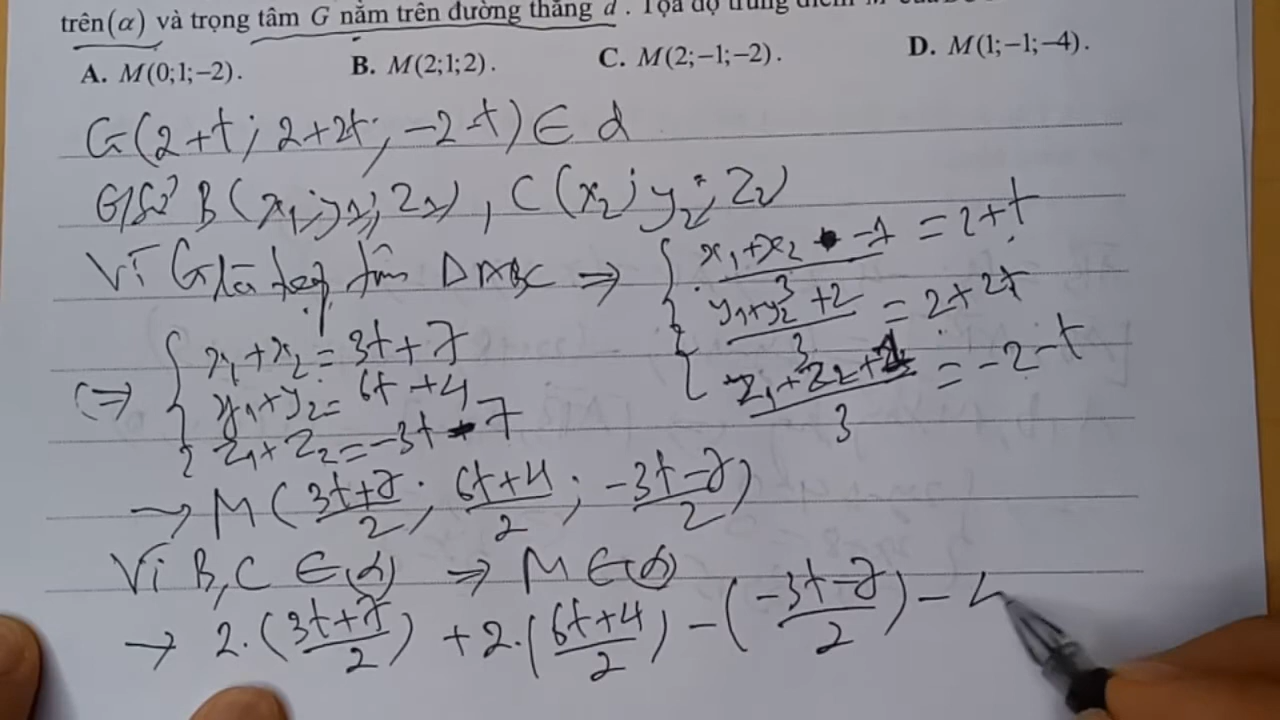 trên(α) và trọng tâm G nằm trên đường thẳng d . Tọa độ trung điểm M của
A. M(0;1;−2). B. M(2;1;2). C. M(2;−1;−2). D. M(1;−1;−4).
G(2+t; 2+2t; −2−t) ∈ d
G/sử B(x₁; y₁; z₁), C(x₂; y₂; z₂)
Vì G là trọng tâm ΔABC ⇒ { (x₁+x₂−1)/3 = 2+t
(y₁+y₂+2)/3 = 2+2t
(z₁+z₂+1)/3 = −2−t
(⇒ { x₁+x₂ = 3t+7
y₁+y₂ = 6t+4
z₁+z₂ = −3t−7
→ M( (3t+7)/2 ; (6t+4)/2 ; (−3t−7)/2 )
Vì B, C ∈ (α) ⇒ M ∈ (α)
→ 2.((3t+7)/2) + 2.((6t+4)/2) − ((−3t−7)/2) −